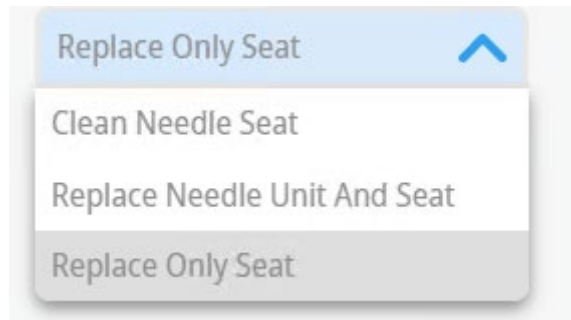 Replace Only Seat
Clean Needle Seat
Replace Needle Unit And Seat
Replace Only Seat